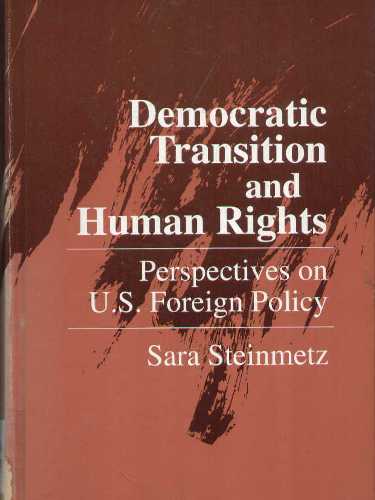 Democratic
Transition
and
Human Rights
Perspectives on
U.S. Foreign Policy
Sara Steinmetz